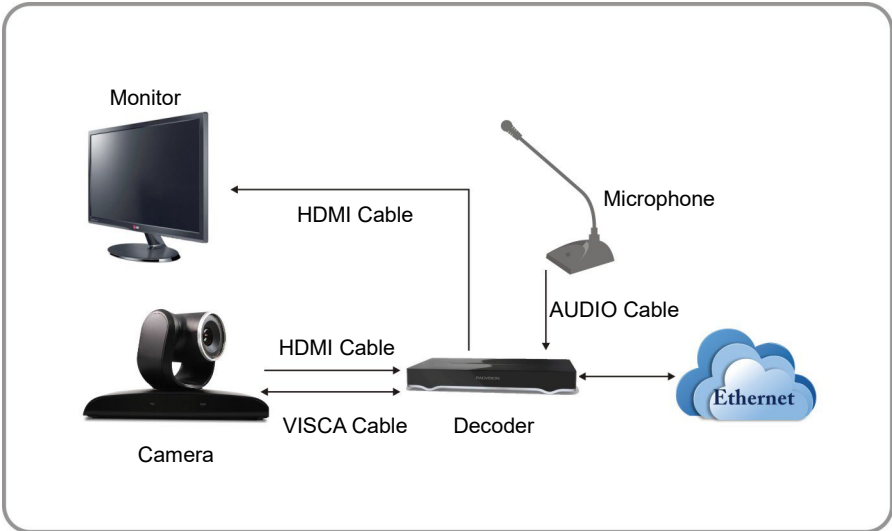 Monitor
HDMI Cable
Microphone
AUDIO Cable
HDMI Cable
VISCA Cable
Decoder
Camera
Ethernet